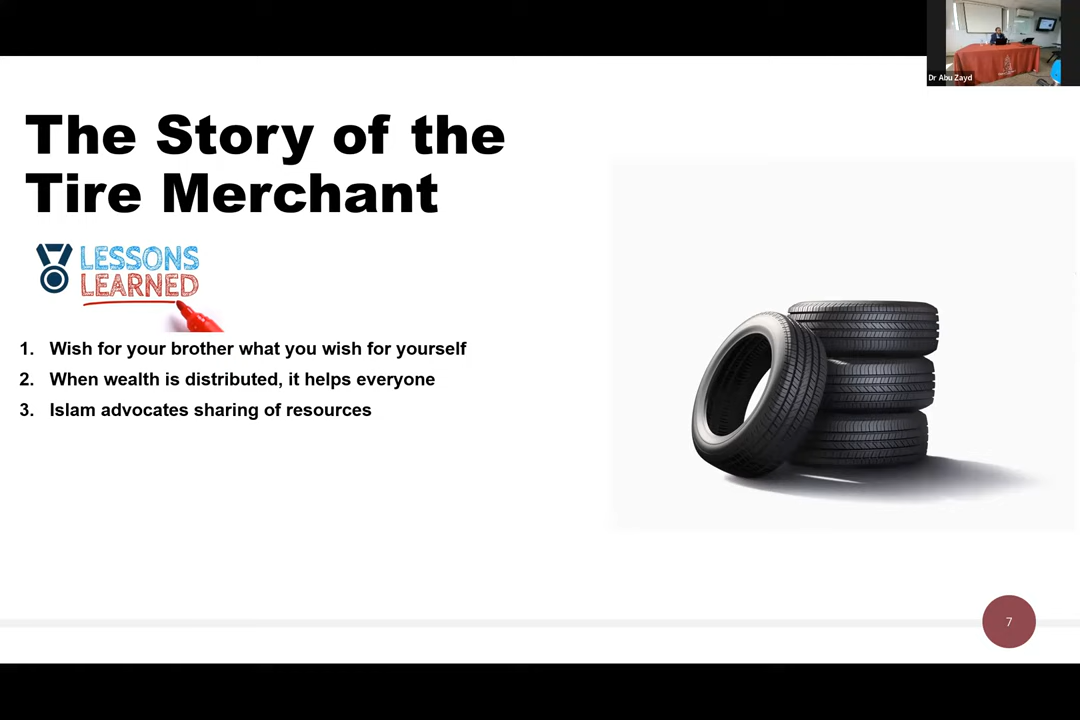 Dr Abu Zayd
The Story of the
Tire Merchant
LESSONS
LEARNED
1. Wish for your brother what you wish for yourself
2. When wealth is distributed, it helps everyone
3. Islam advocates sharing of resources
7